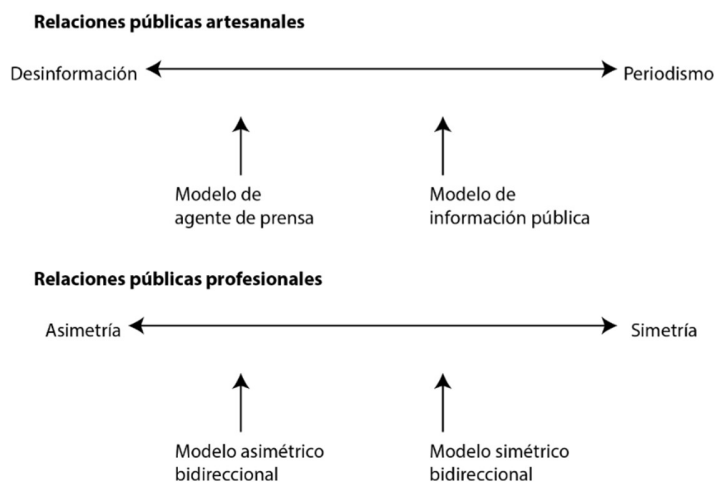 Relaciones públicas artesanales
Desinformación
Periodismo
Modelo de
agente de prensa
Modelo de
información pública
Relaciones públicas profesionales
Asimetría
Simetría
Modelo asimétrico
bidireccional
Modelo simétrico
bidireccional